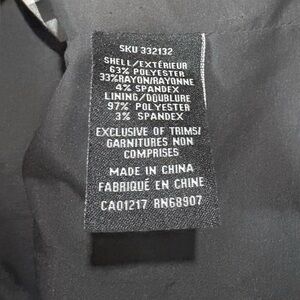 SKU 332132
SHELL/EXTÉRIEUR
63% POLYESTER
33%RAYON/RAYONNE
4% SPANDEX
LINING/DOUBLURE
97% POLYESTER
3% SPANDEX
EXCLUSIVE OF TRIMS/
GARNITURES NON
COMPRISES
MADE IN CHINA
FABRIQUÉ EN CHINE
CA01217 RN68907